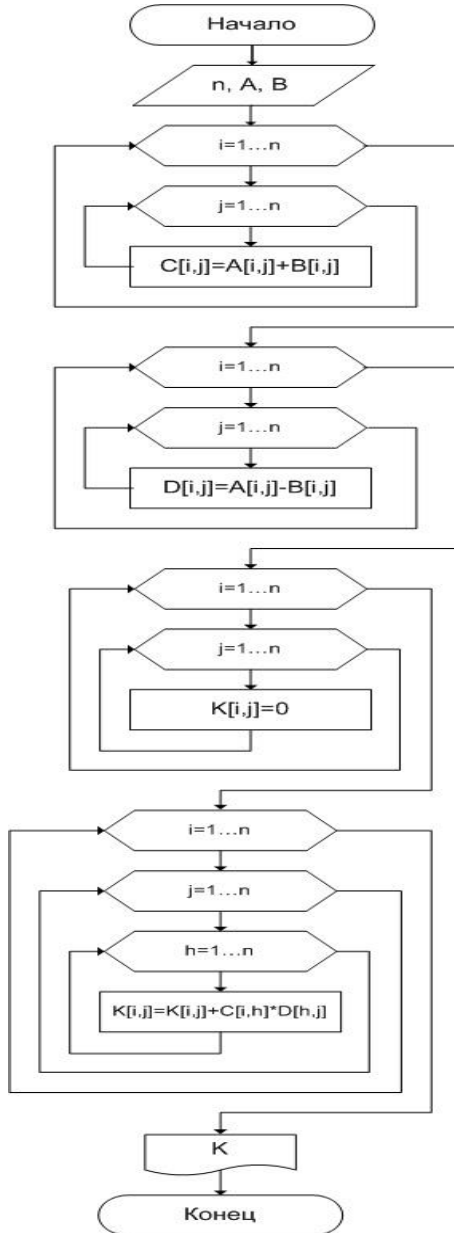 Начало
n, A, B
i=1...n
j=1...n
C[i,j]=A[i,j]+B[i,j]
i=1...n
j=1...n
D[i,j]=A[i,j]-B[i,j]
i=1...n
j=1...n
K[i,j]=0
i=1...n
j=1...n
h=1...n
K[i,j]=K[i,j]+C[i,h]*D[h,j]
K
Конец